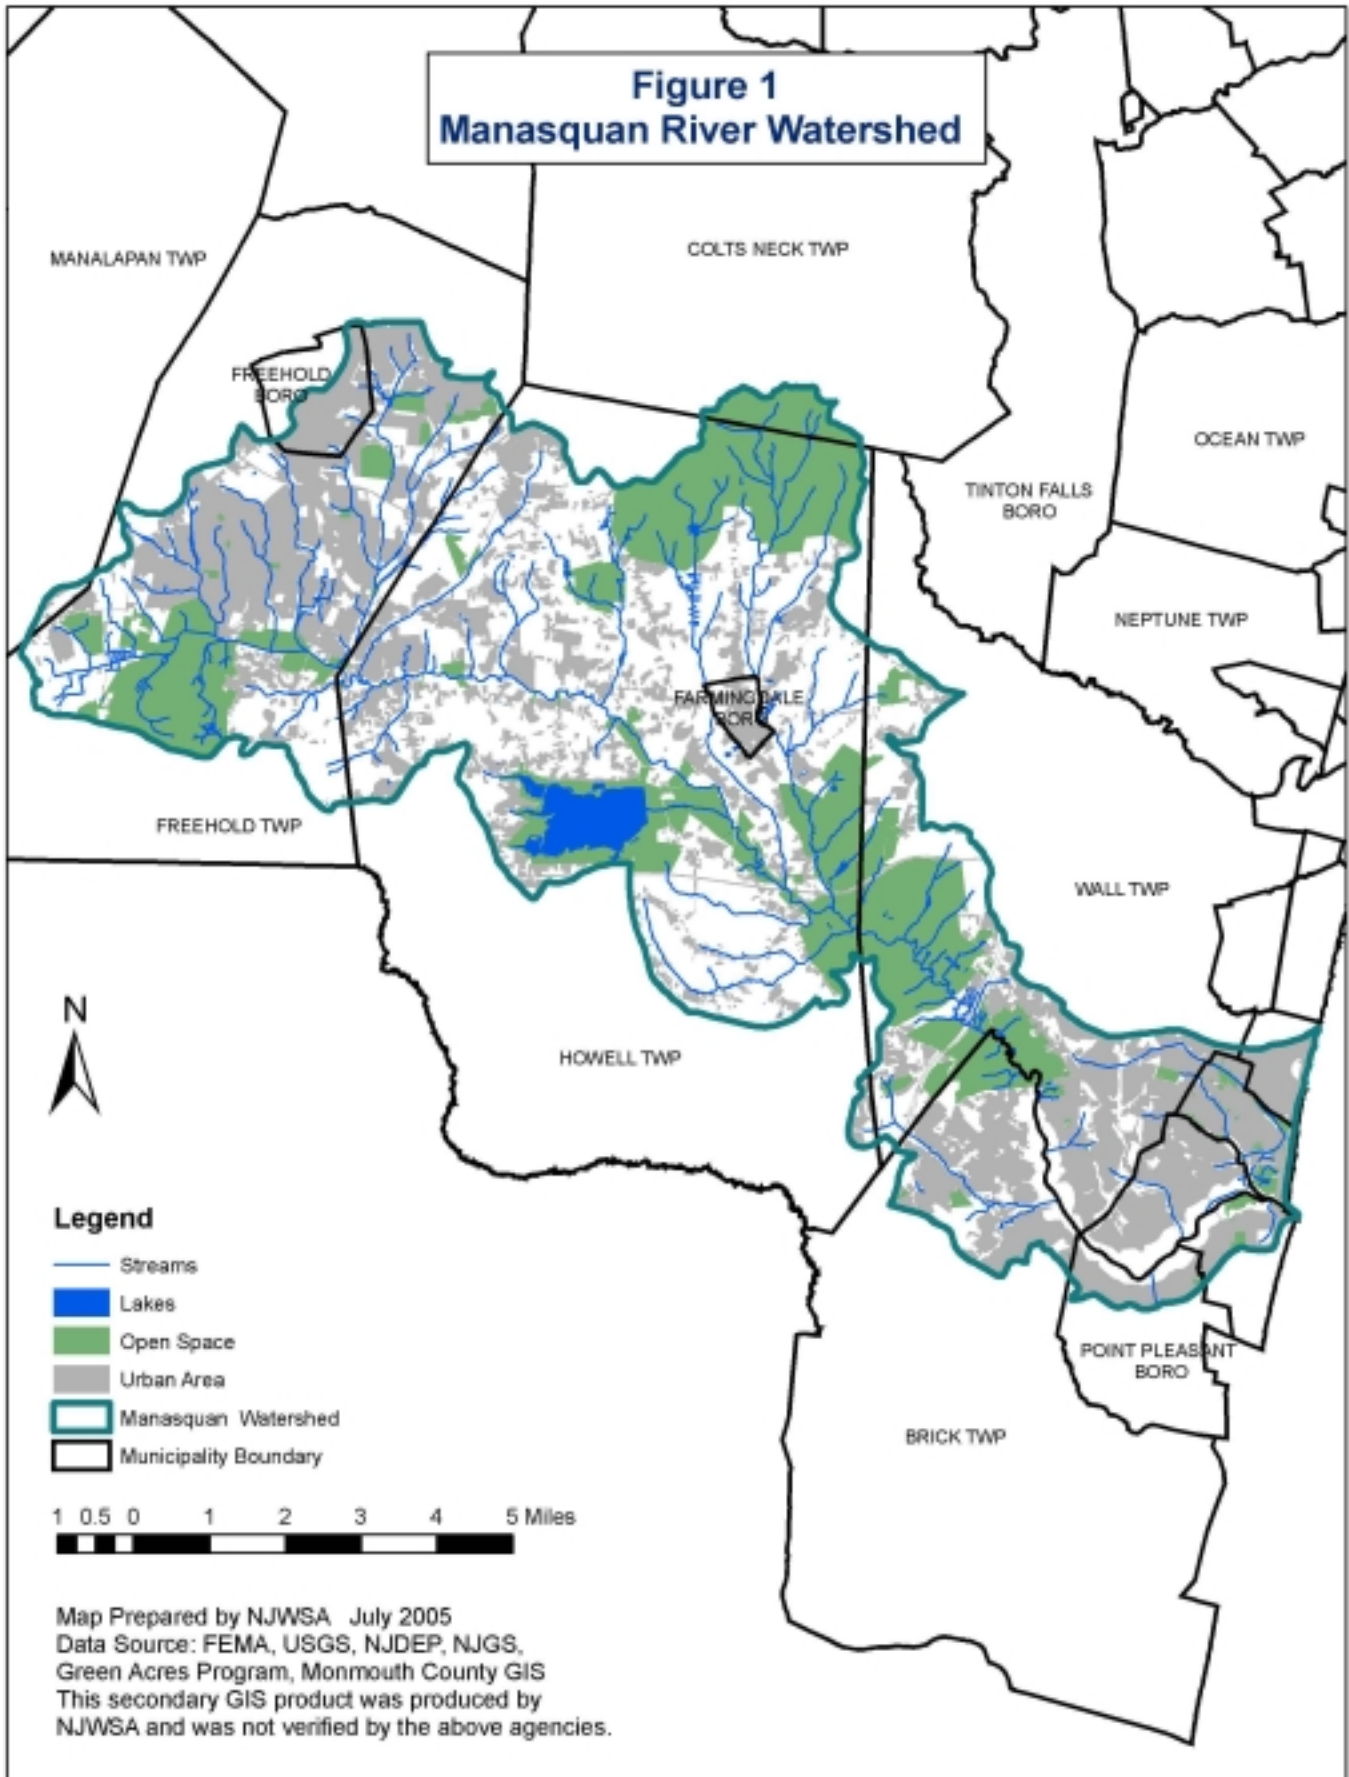 Figure 1
Manasquan River Watershed
MANALAPAN TWP
COLTS NECK TWP
FREEHOLD
BORO
OCEAN TWP
TINTON FALLS
BORO
NEPTUNE TWP
FARMINGDALE
BORO
FREEHOLD TWP
WALL TWP
N
HOWELL TWP
Legend
Streams
Lakes
Open Space
Urban Area
Manasquan Watershed
Municipality Boundary
POINT PLEASANT
BORO
BRICK TWP
1 0.5 0 1 2 3 4 5 Miles
Map Prepared by NJWSA July 2005
Data Source: FEMA, USGS, NJDEP, NJGS,
Green Acres Program, Monmouth County GIS
This secondary GIS product was produced by
NJWSA and was not verified by the above agencies.